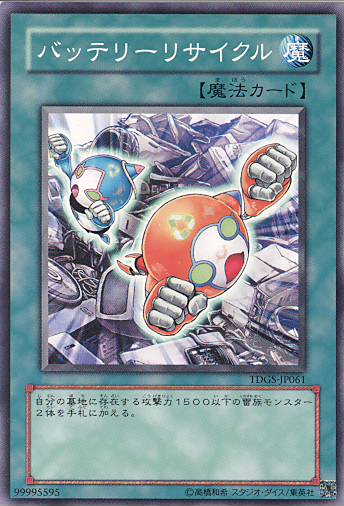 バッテリーリサイクル
魔
【魔法カード】
TDGS-JP061
自分の墓地に存在する攻撃力1500以下の雷族モンスター
2体を手札に加える。
99995595
©高橋和希 スタジオ・ダイス/集英社